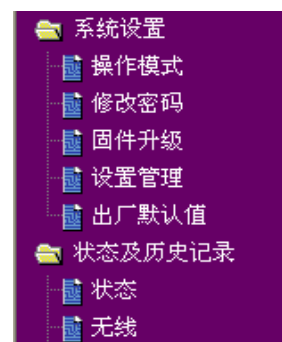 系统设置
操作模式
修改密码
固件升级
设置管理
出厂默认值
状态及历史记录
状态
无线